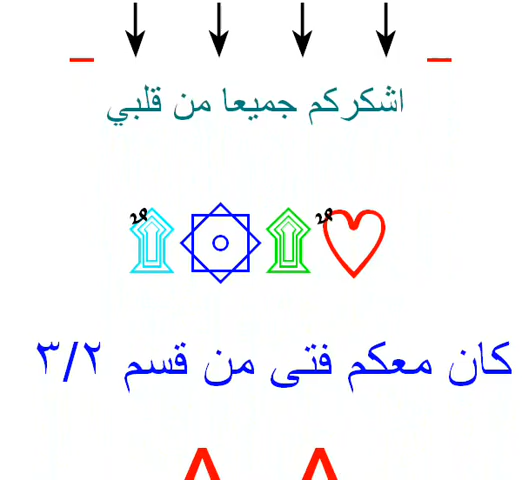 اشكركم جميعا من قلبي
كان معكم فتى من قسم ٣/٢